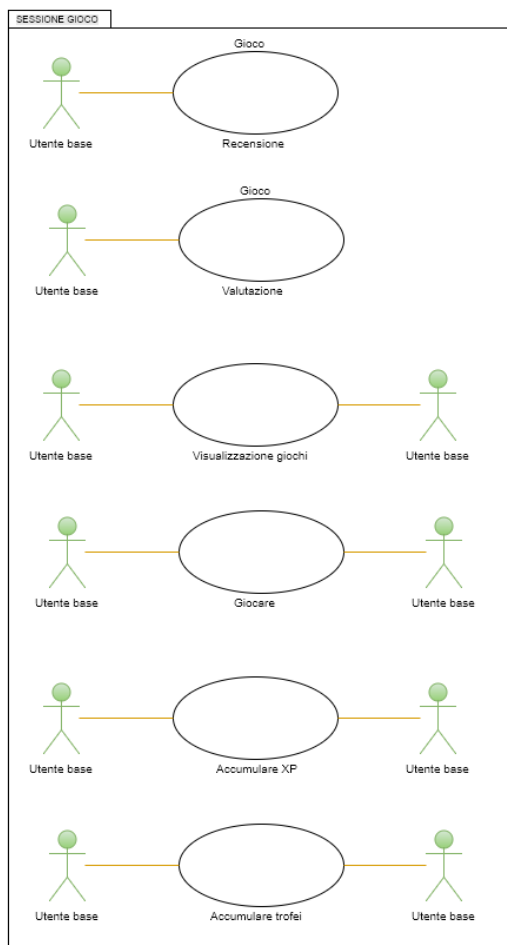 SESSIONE GIOCO
Gioco
Utente base
Recensione
Gioco
Utente base
Valutazione
Utente base
Visualizzazione giochi
Utente base
Utente base
Giocare
Utente base
Utente base
Accumulare XP
Utente base
Utente base
Accumulare trofei
Utente base